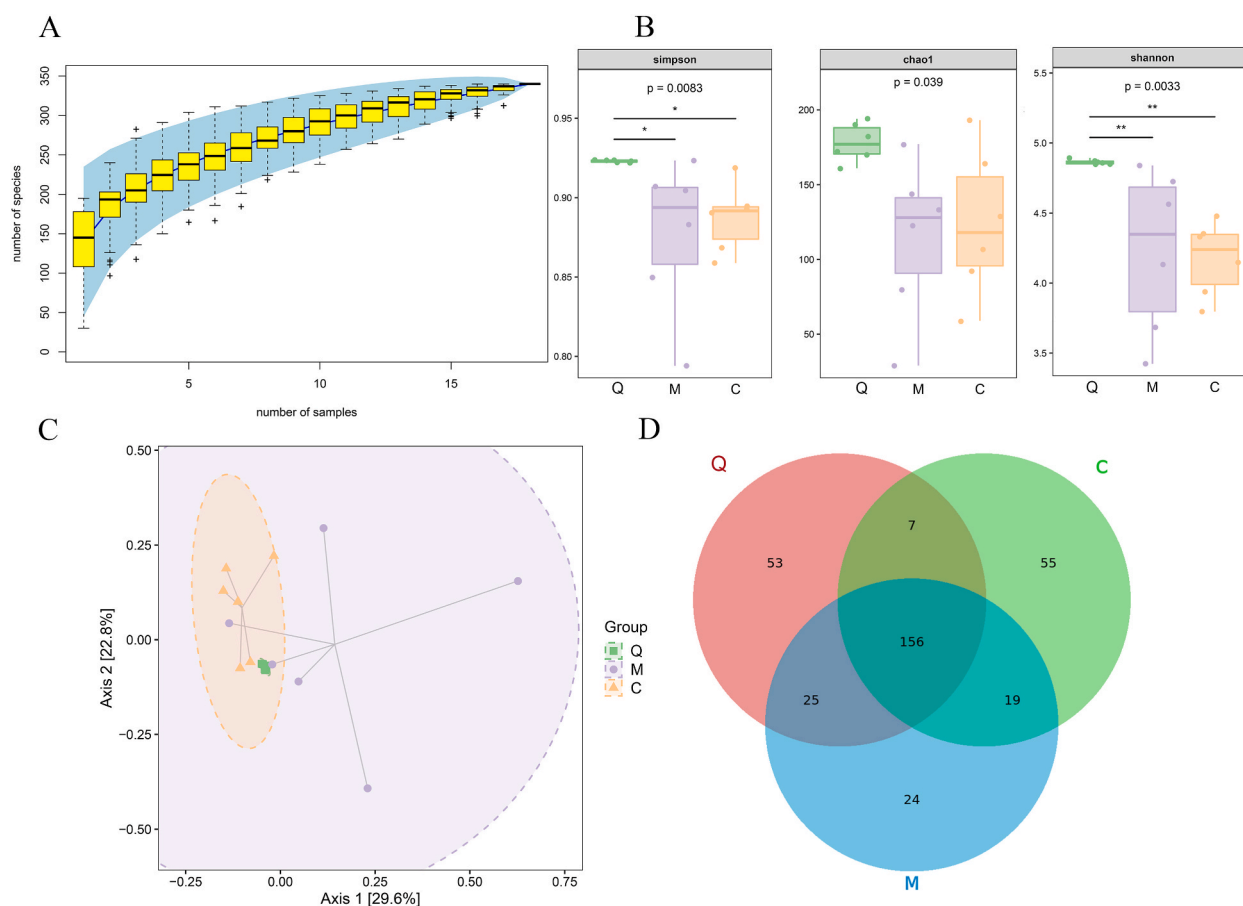 A
number of species
350
300
250
200
150
100
50
0
5
10
15
number of samples
B
simpson
p = 0.0083
*
*
0.95
0.90
0.85
0.80
Q
M
C
chao1
p = 0.039
200
150
100
50
Q
M
C
shannon
p = 0.0033
**
**
5.5
5.0
4.5
4.0
3.5
Q
M
C
C
Axis 2 [22.8%]
0.50
0.25
0.00
−0.25
−0.50
−0.25
0.00
0.25
0.50
0.75
Axis 1 [29.6%]
Group
Q
M
C
D
Q
C
7
53
55
156
25
19
24
M